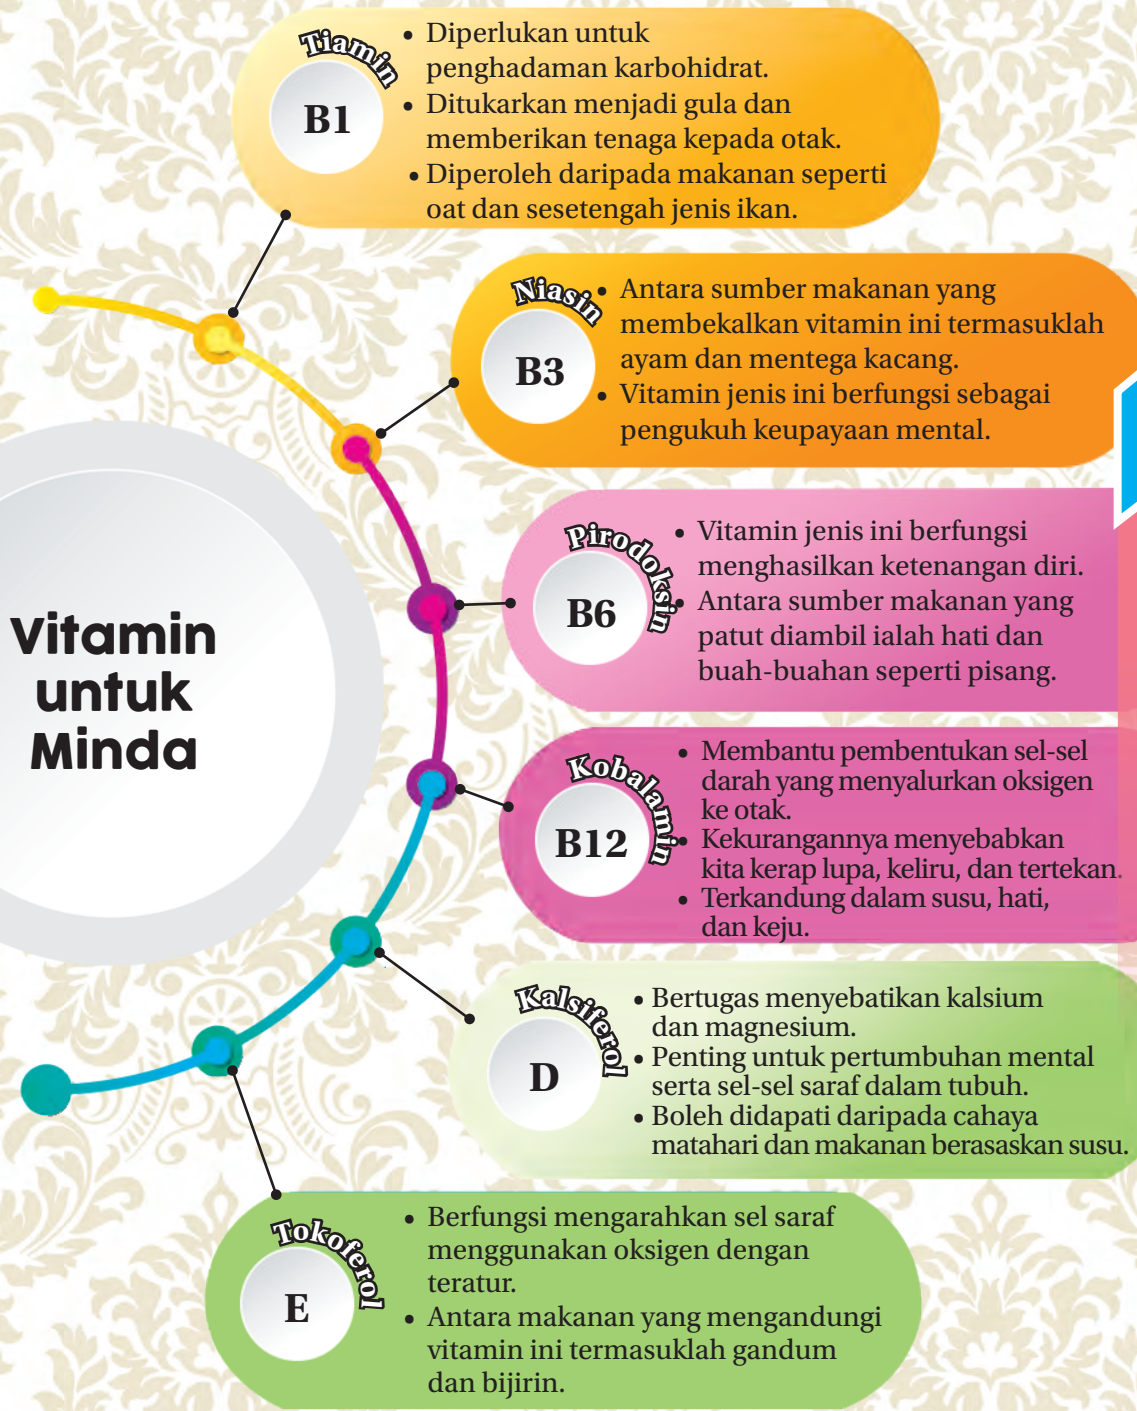 Vitamin
untuk
Minda
Tiamin
B1
• Diperlukan untuk
penghadaman karbohidrat.
• Ditukarkan menjadi gula dan
memberikan tenaga kepada otak.
• Diperoleh daripada makanan seperti
oat dan sesetengah jenis ikan.
Niasin
B3
• Antara sumber makanan yang
membekalkan vitamin ini termasuklah
ayam dan mentega kacang.
• Vitamin jenis ini berfungsi sebagai
pengukuh keupayaan mental.
Pirodoksin
B6
• Vitamin jenis ini berfungsi
menghasilkan ketenangan diri.
• Antara sumber makanan yang
patut diambil ialah hati dan
buah-buahan seperti pisang.
Kobalamin
B12
• Membantu pembentukan sel-sel
darah yang menyalurkan oksigen
ke otak.
• Kekurangannya menyebabkan
kita kerap lupa, keliru, dan tertekan.
• Terkandung dalam susu, hati,
dan keju.
Kalsiferol
D
• Bertugas menyebatikan kalsium
dan magnesium.
• Penting untuk pertumbuhan mental
serta sel-sel saraf dalam tubuh.
• Boleh didapati daripada cahaya
matahari dan makanan berasaskan susu.
Tokoferol
E
• Berfungsi mengarahkan sel saraf
menggunakan oksigen dengan
teratur.
• Antara makanan yang mengandungi
vitamin ini termasuklah gandum
dan bijirin.